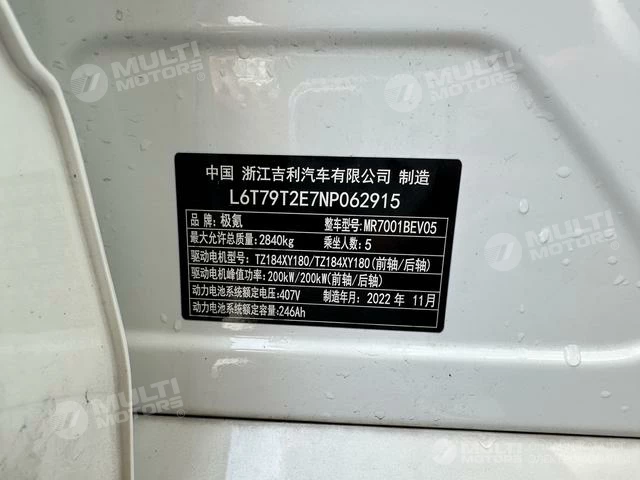 MULTI MOTORS®
MULTI MOTORS®
MULTI MOTORS®
中国 浙江吉利汽车有限公司 制造
L6T79T2E7NP062915
品牌: 极氪 整车型号: MR7001BEV05
最大允许总质量: 2840kg 乘坐人数: 5
驱动电机型号: TZ184XY180/TZ184XY180(前轴/后轴)
驱动电机峰值功率: 200kW/200kW(前轴/后轴)
动力电池系统额定电压: 407V 制造年月: 2022 年 11月
动力电池系统额定容量: 246Ah
MULTI MOTORS®
MULTI MOTORS®